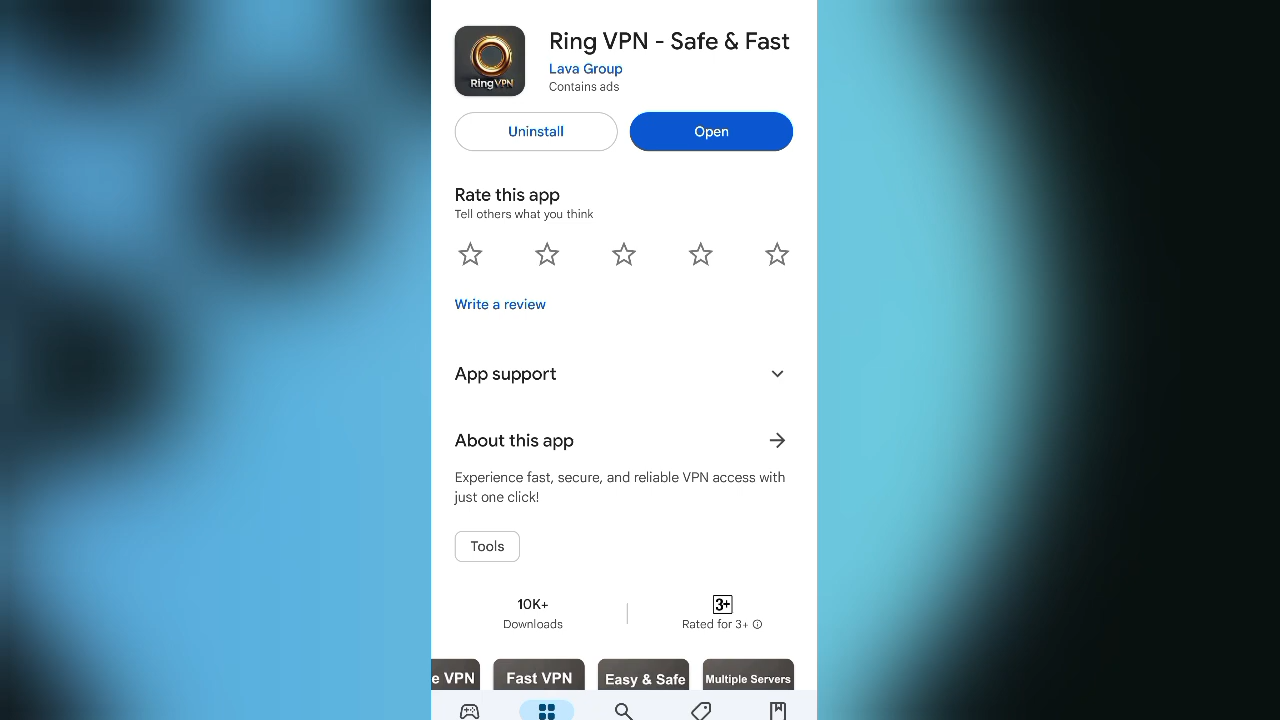 Ring VPN - Safe & Fast
Lava Group
Contains ads
Ring VPN
Uninstall
Open
Rate this app
Tell others what you think
Write a review
App support
About this app
Experience fast, secure, and reliable VPN access with
just one click!
Tools
10K+
Downloads
3+
Rated for 3+
e VPN
Fast VPN
Easy & Safe
Multiple Servers